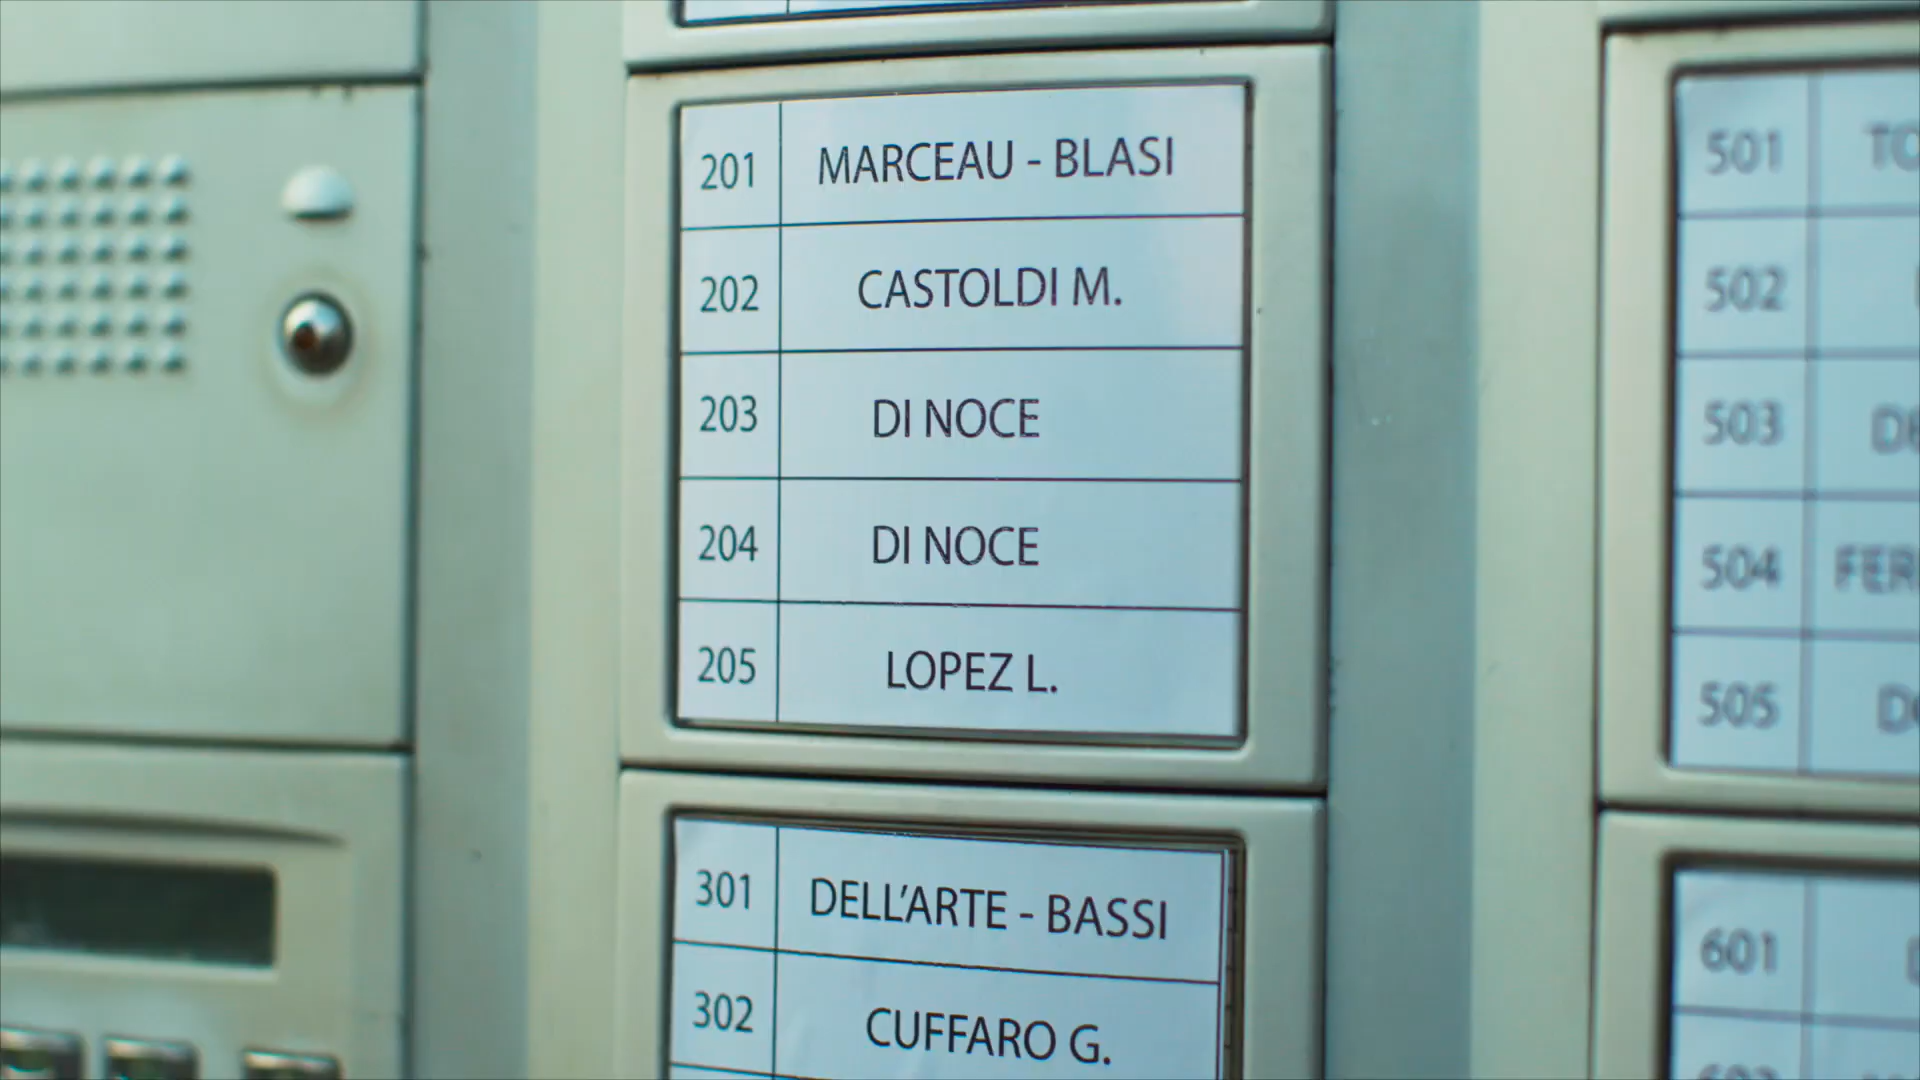 201 MARCEAU - BLASI
202 CASTOLDI M.
203 DI NOCE
204 DI NOCE
205 LOPEZ L.
301 DELL'ARTE - BASSI
302 CUFFARO G.
501
502
503
504
505
601